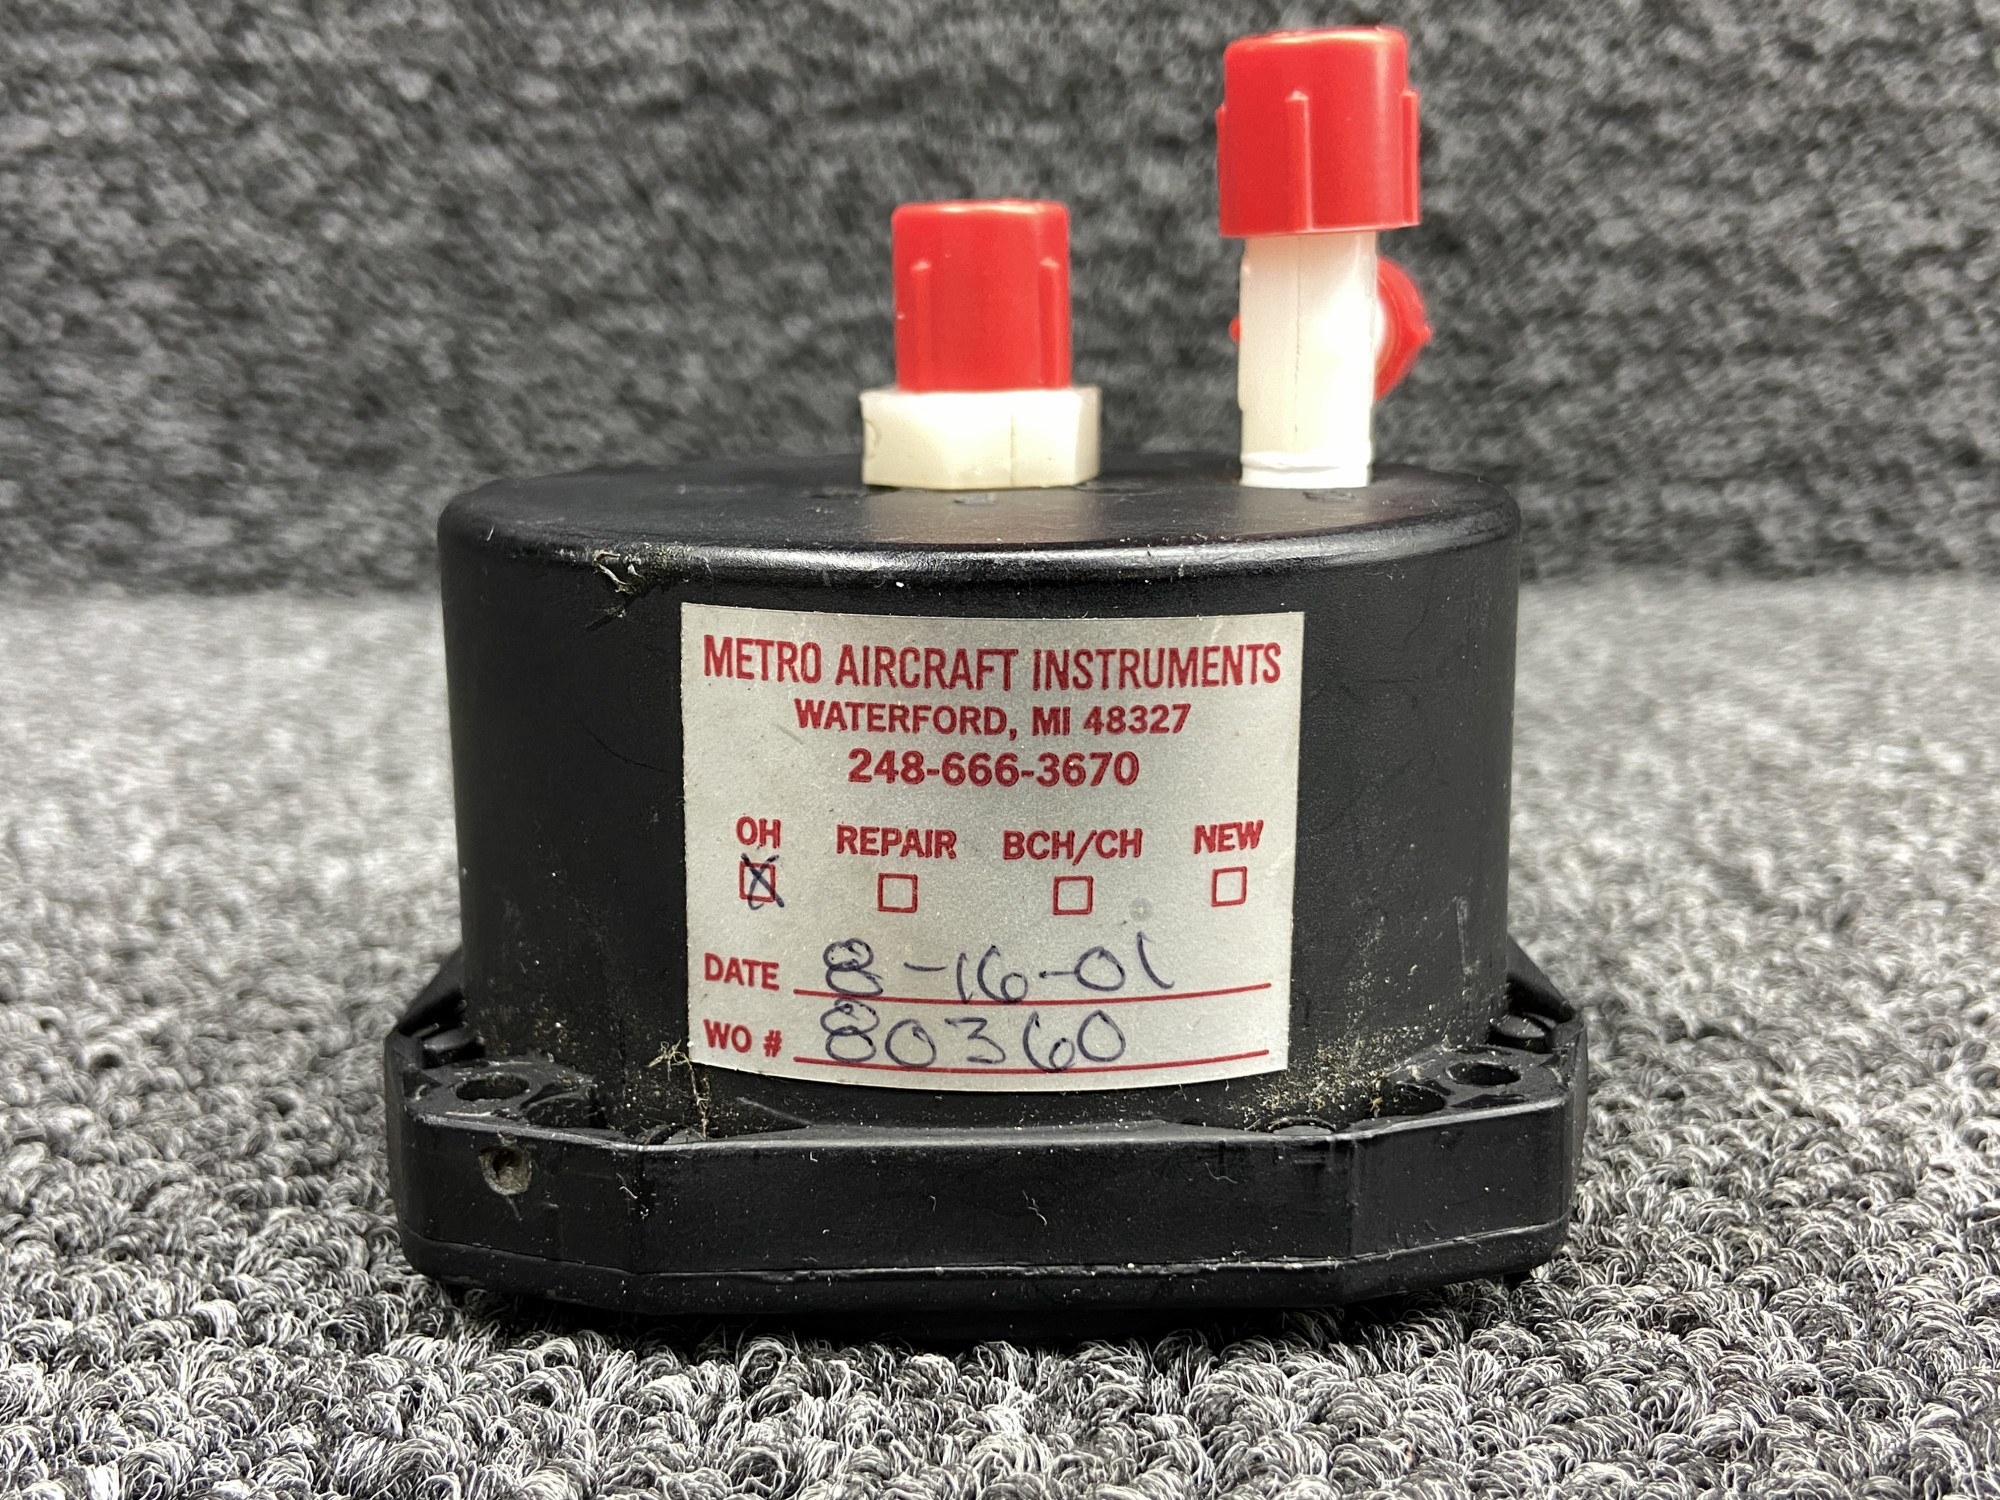 METRO AIRCRAFT INSTRUMENTS
WATERFORD, MI 48327
248-666-3670
OH REPAIR BCH/CH NEW
X
DATE 8-16-01
WO # 80360